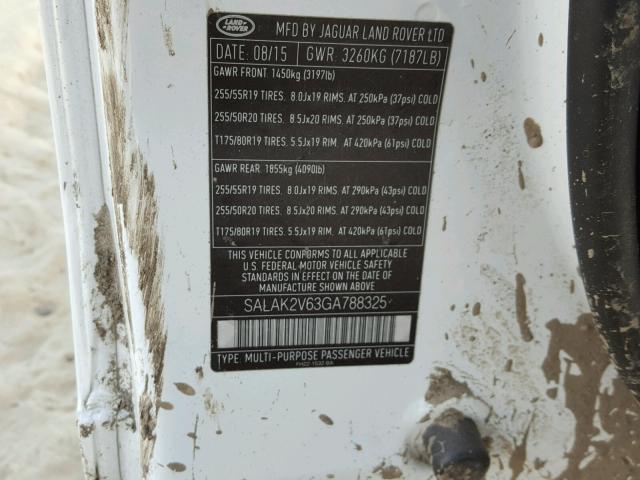 LAND ROVER
MFD BY JAGUAR LAND ROVER LTD
DATE: 08/15 GWR. 3260KG (7187LB)
GAWR FRONT. 1450kg (3197lb)
255/55R19 TIRES. 8.0Jx19 RIMS. AT 250kPa (37psi) COLD
255/50R20 TIRES. 8.5Jx20 RIMS. AT 250kPa (37psi) COLD
T175/80R19 TIRES. 5.5Jx19 RIM. AT 420kPa (61psi) COLD
GAWR REAR. 1855kg (4090lb)
255/55R19 TIRES. 8.0Jx19 RIMS. AT 290kPa (43psi) COLD
255/50R20 TIRES. 8.5Jx20 RIMS. AT 290kPa (43psi) COLD
T175/80R19 TIRES. 5.5Jx19 RIM. AT 420kPa (61psi) COLD
THIS VEHICLE CONFORMS TO ALL APPLICABLE
U.S. FEDERAL MOTOR VEHICLE SAFETY
STANDARDS IN EFFECT ON THE DATE OF
MANUFACTURE SHOWN ABOVE
SALAK2V63GA788325
TYPE. MULTI-PURPOSE PASSENGER VEHICLE